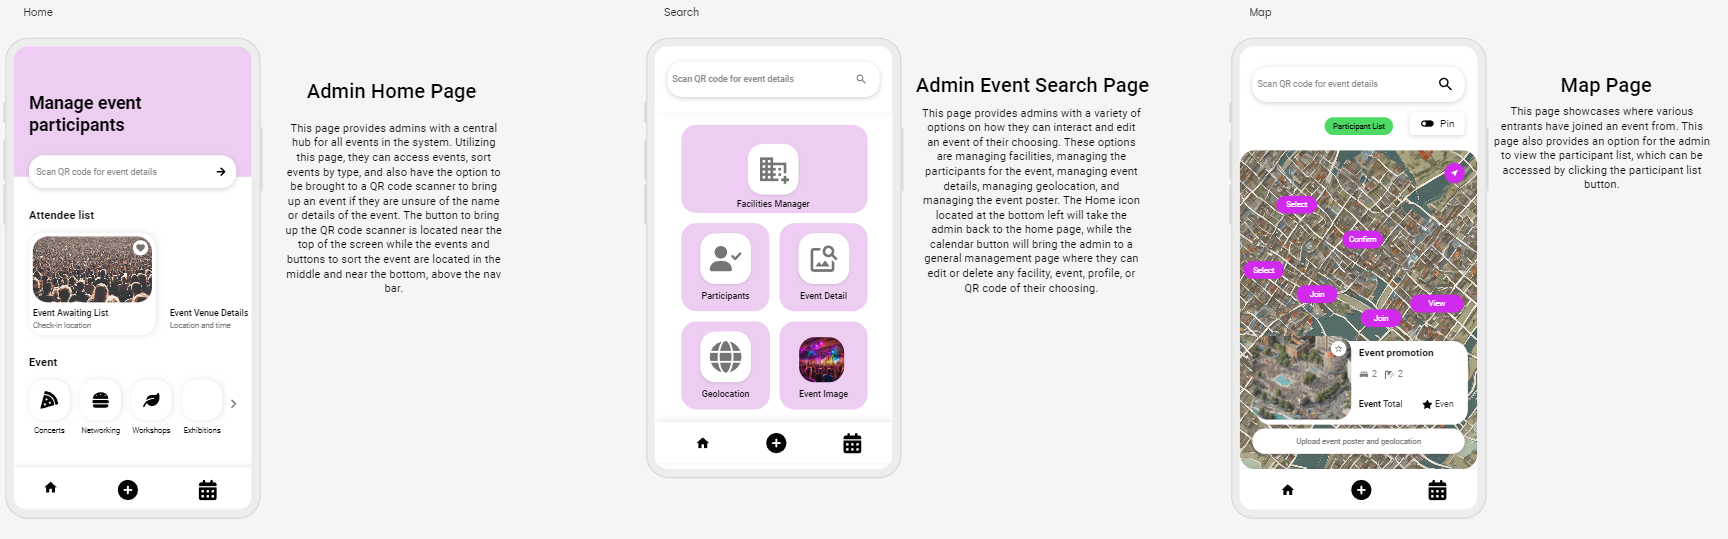 Home
Manage event
participants
Scan QR code for event details
Attendee list
Event Awaiting List
Check-in location
Event Venue Details
Location and time
Event
Concerts
Networking
Workshops
Exhibitions
Admin Home Page
This page provides admins with a central
hub for all events in the system. Utilizing
this page, they can access events, sort
events by type, and also have the option to
be brought to a QR code scanner to bring
up an event if they are unsure of the name
or details of the event. The button to bring
up the QR code scanner is located near the
top of the screen while the events and
buttons to sort the event are located in the
middle and near the bottom, above the nav
bar.
Search
Scan QR code for event details
Facilities Manager
Participants
Event Detail
Geolocation
Event Image
Admin Event Search Page
This page provides admins with a variety of
options on how they can interact and edit
an event of their choosing. These options
are managing facilities, managing the
participants for the event, managing event
details, managing geolocation, and
managing the event poster. The Home icon
located at the bottom left will take the
admin back to the home page, while the
calendar button will bring the admin to a
general management page where they can
edit or delete any facility, event, profile, or
QR code of their choosing.
Map
Scan QR code for event details
Participant List
Pin
Select
Confirm
Select
Join
View
Join
Event promotion
2 2
Event Total
Even
Upload event poster and geolocation
Map Page
This page showcases where various
entrants have joined an event from. This
page also provides an option for the admin
to view the participant list, which can be
accessed by clicking the participant list
button.